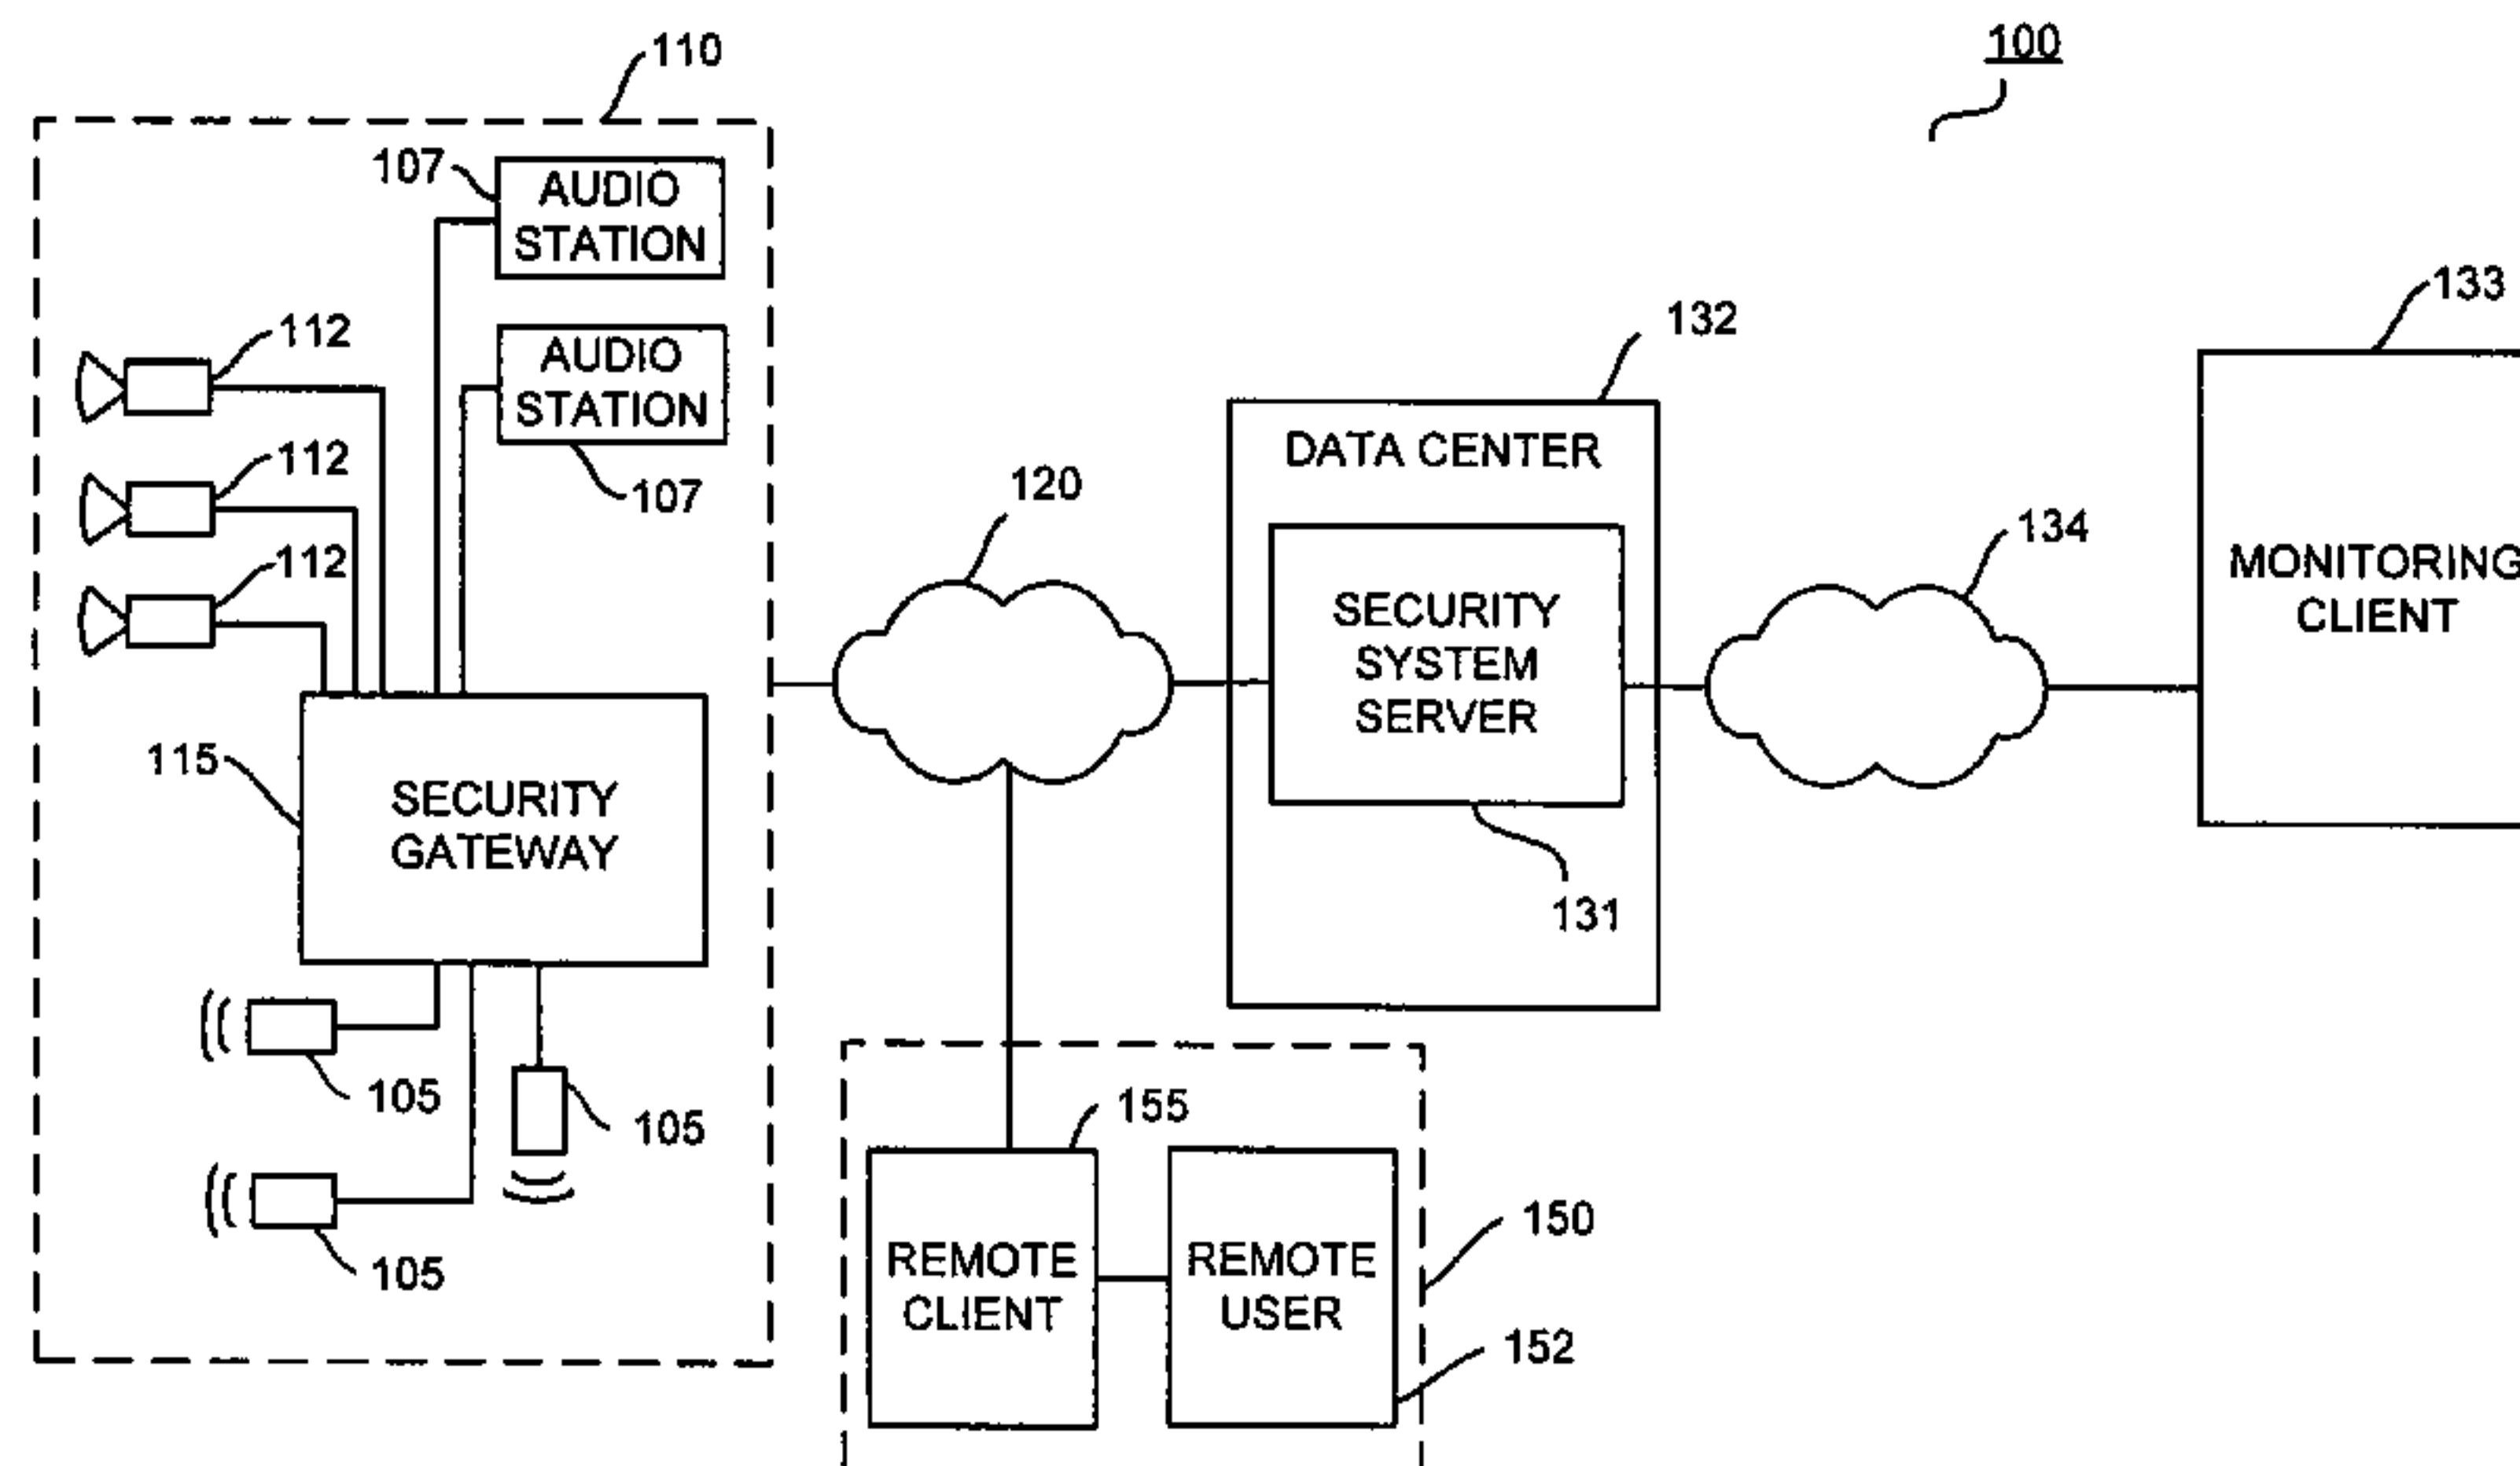 100
110
107
AUDIO
STATION
AUDIO
STATION
107
112
112
112
115
SECURITY
GATEWAY
105
105
105
120
132
DATA CENTER
SECURITY
SYSTEM
SERVER
131
134
133
MONITORING
CLIENT
155
REMOTE
CLIENT
REMOTE
USER
150
152